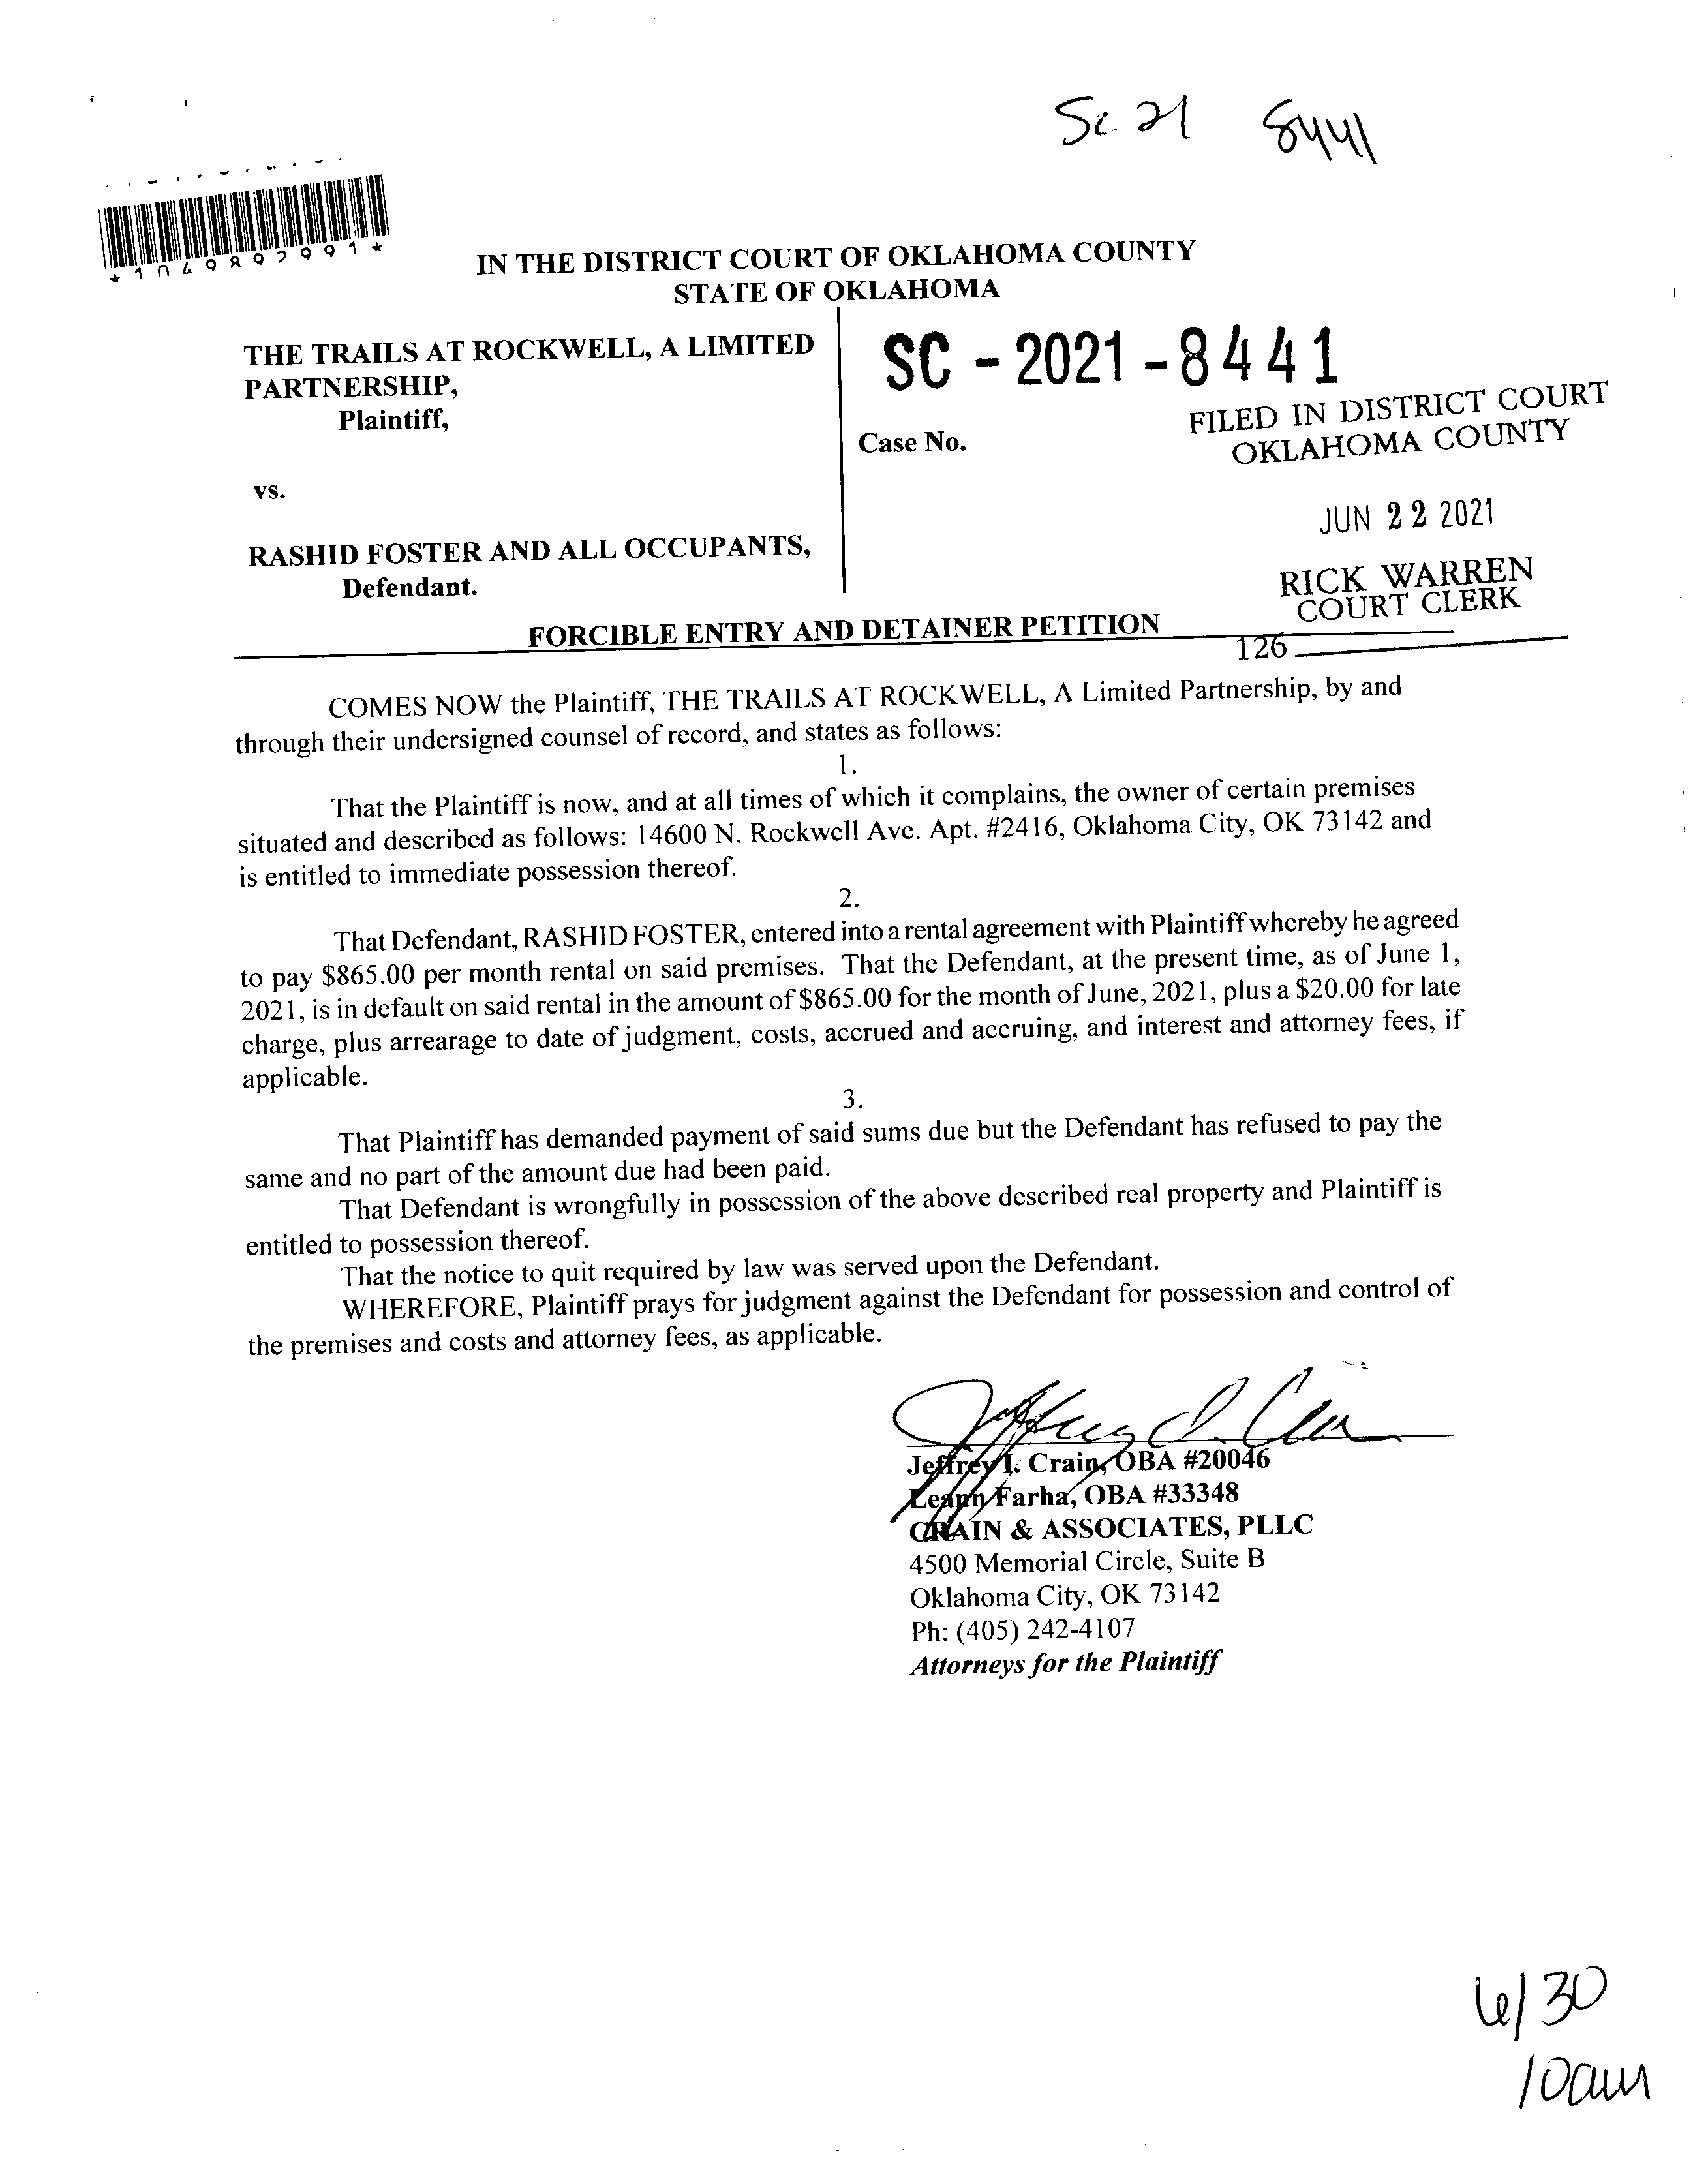 Sc 21 8441
*1049892991*
IN THE DISTRICT COURT OF OKLAHOMA COUNTY
STATE OF OKLAHOMA
THE TRAILS AT ROCKWELL, A LIMITED
PARTNERSHIP,
Plaintiff,
vs.
RASHID FOSTER AND ALL OCCUPANTS,
Defendant.
SC - 2021 - 8441
Case No.
FILED IN DISTRICT COURT
OKLAHOMA COUNTY
JUN 22 2021
RICK WARREN
COURT CLERK
126
FORCIBLE ENTRY AND DETAINER PETITION
COMES NOW the Plaintiff, THE TRAILS AT ROCKWELL, A Limited Partnership, by and
through their undersigned counsel of record, and states as follows:
1.
That the Plaintiff is now, and at all times of which it complains, the owner of certain premises
situated and described as follows: 14600 N. Rockwell Ave. Apt. #2416, Oklahoma City, OK 73142 and
is entitled to immediate possession thereof.
2.
That Defendant, RASHID FOSTER, entered into a rental agreement with Plaintiff whereby he agreed
to pay $865.00 per month rental on said premises. That the Defendant, at the present time, as of June 1,
2021, is in default on said rental in the amount of $865.00 for the month of June, 2021, plus a $20.00 for late
charge, plus arrearage to date of judgment, costs, accrued and accruing, and interest and attorney fees, if
applicable.
3.
That Plaintiff has demanded payment of said sums due but the Defendant has refused to pay the
same and no part of the amount due had been paid.
That Defendant is wrongfully in possession of the above described real property and Plaintiff is
entitled to possession thereof.
That the notice to quit required by law was served upon the Defendant.
WHEREFORE, Plaintiff prays for judgment against the Defendant for possession and control of
the premises and costs and attorney fees, as applicable.
Jeffrey I. Crain, OBA #20046
Leann Farha, OBA #33348
CRAIN & ASSOCIATES, PLLC
4500 Memorial Circle, Suite B
Oklahoma City, OK 73142
Ph: (405) 242-4107
Attorneys for the Plaintiff
6/30
10am